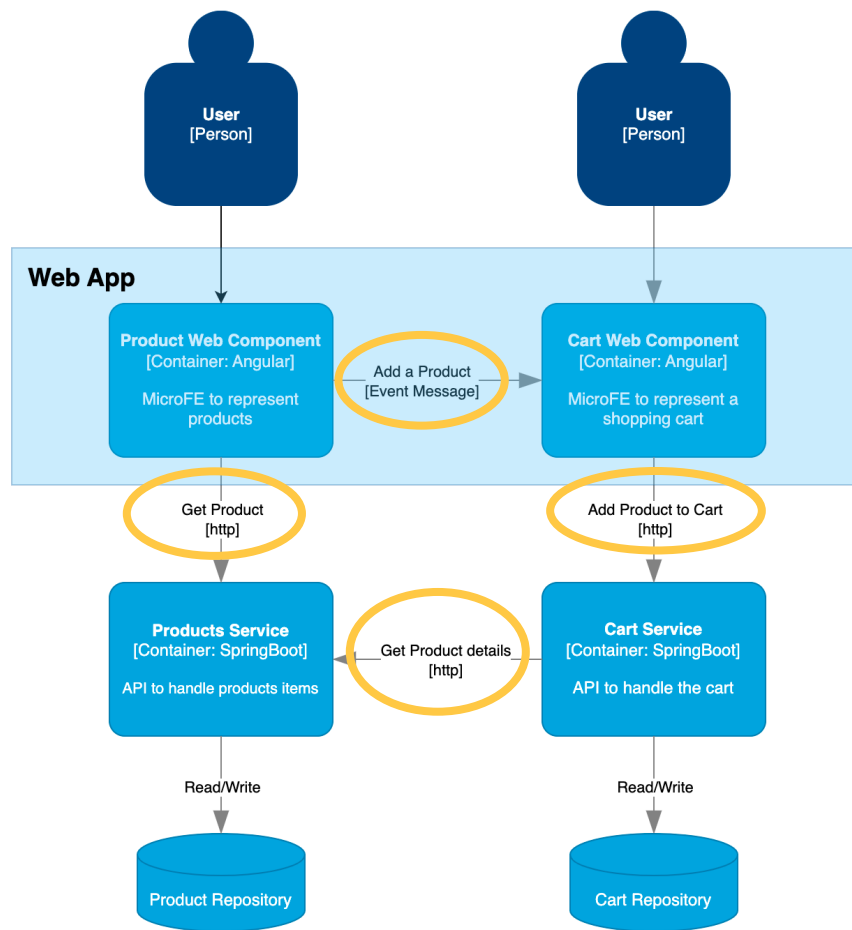 User
[Person]
User
[Person]
Web App
Product Web Component
[Container: Angular]
MicroFE to represent
products
Add a Product
[Event Message]
Cart Web Component
[Container: Angular]
MicroFE to represent a
shopping cart
Get Product
[http]
Add Product to Cart
[http]
Products Service
[Container: SpringBoot]
API to handle products items
Get Product details
[http]
Cart Service
[Container: SpringBoot]
API to handle the cart
Read/Write
Read/Write
Product Repository
Cart Repository